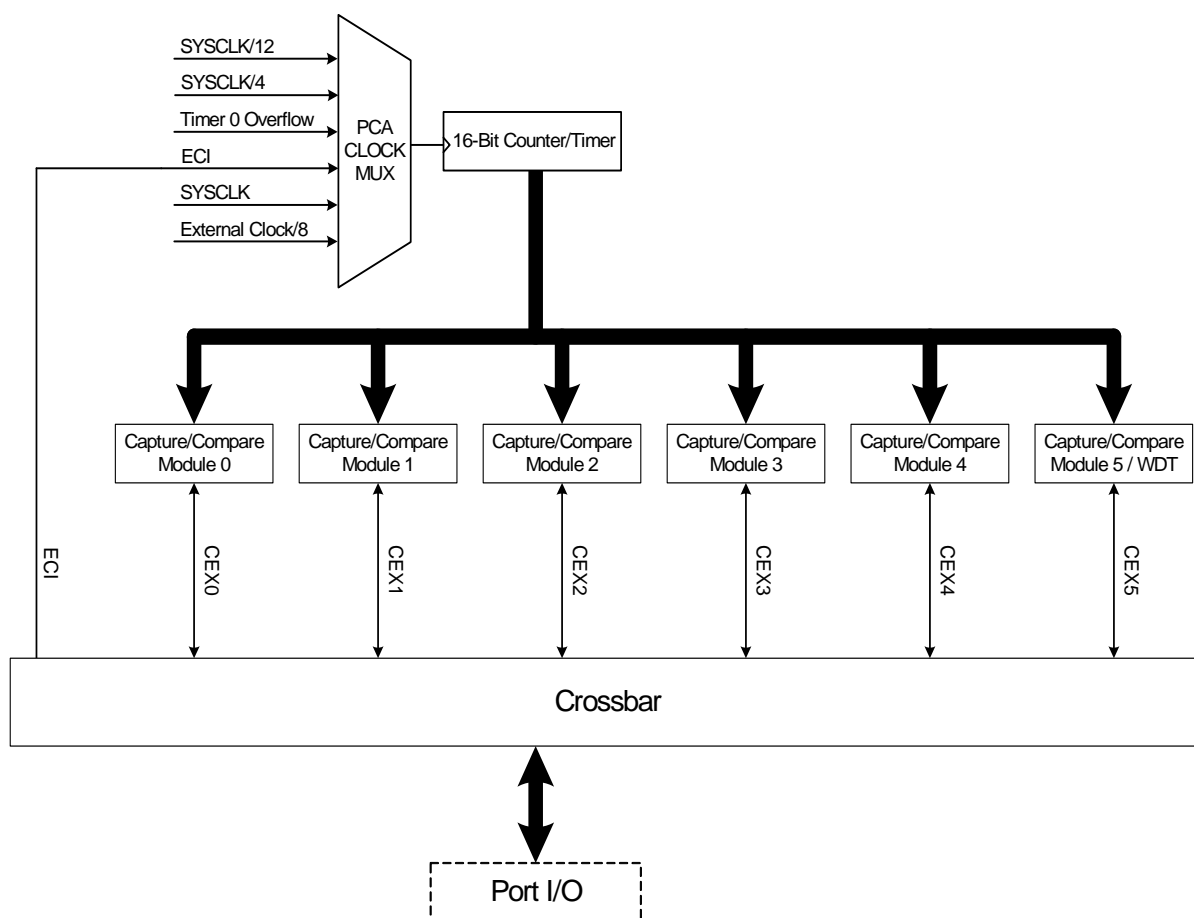 SYSCLK/12
SYSCLK/4
Timer 0 Overflow
ECI
SYSCLK
External Clock/8
PCA
CLOCK
MUX
16-Bit Counter/Timer
Capture/Compare
Module 0
Capture/Compare
Module 1
Capture/Compare
Module 2
Capture/Compare
Module 3
Capture/Compare
Module 4
Capture/Compare
Module 5 / WDT
ECI
CEX0
CEX1
CEX2
CEX3
CEX4
CEX5
Crossbar
Port I/O